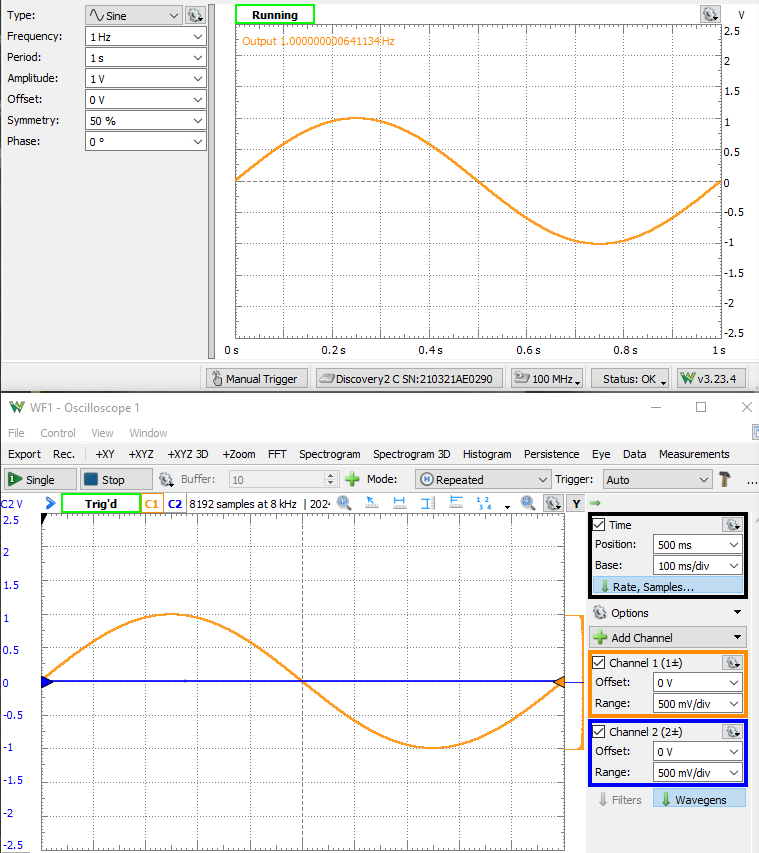 Type: Sine
Frequency: 1 Hz
Period: 1 s
Amplitude: 1 V
Offset: 0 V
Symmetry: 50 %
Phase: 0 °
Running
V
Output 1.000000000641134 Hz
2.5
2
1.5
1
0.5
0
-0.5
-1
-1.5
-2
-2.5
0 s 0.2 s 0.4 s 0.6 s 0.8 s 1 s
Manual Trigger Discovery2 C SN:210321AE0290 100 MHz Status: OK v3.23.4
WF1 - Oscilloscope 1
File Control View Window
Export Rec. +XY +XYZ +XYZ 3D +Zoom FFT Spectrogram Spectrogram 3D Histogram Persistence Eye Data Measurements
Single Stop Buffer: 10 Mode: Repeated Trigger: Auto ...
C2 V Trig'd C1 C2 8192 samples at 8 kHz | 2024 1 2 3 4 Y
2.5
2
1.5
1
0.5
0
-0.5
-1
-1.5
-2
-2.5
Time
Position: 500 ms
Base: 100 ms/div
Rate, Samples...
Options
Add Channel
Channel 1 (1±)
Offset: 0 V
Range: 500 mV/div
Channel 2 (2±)
Offset: 0 V
Range: 500 mV/div
Filters Wavegens